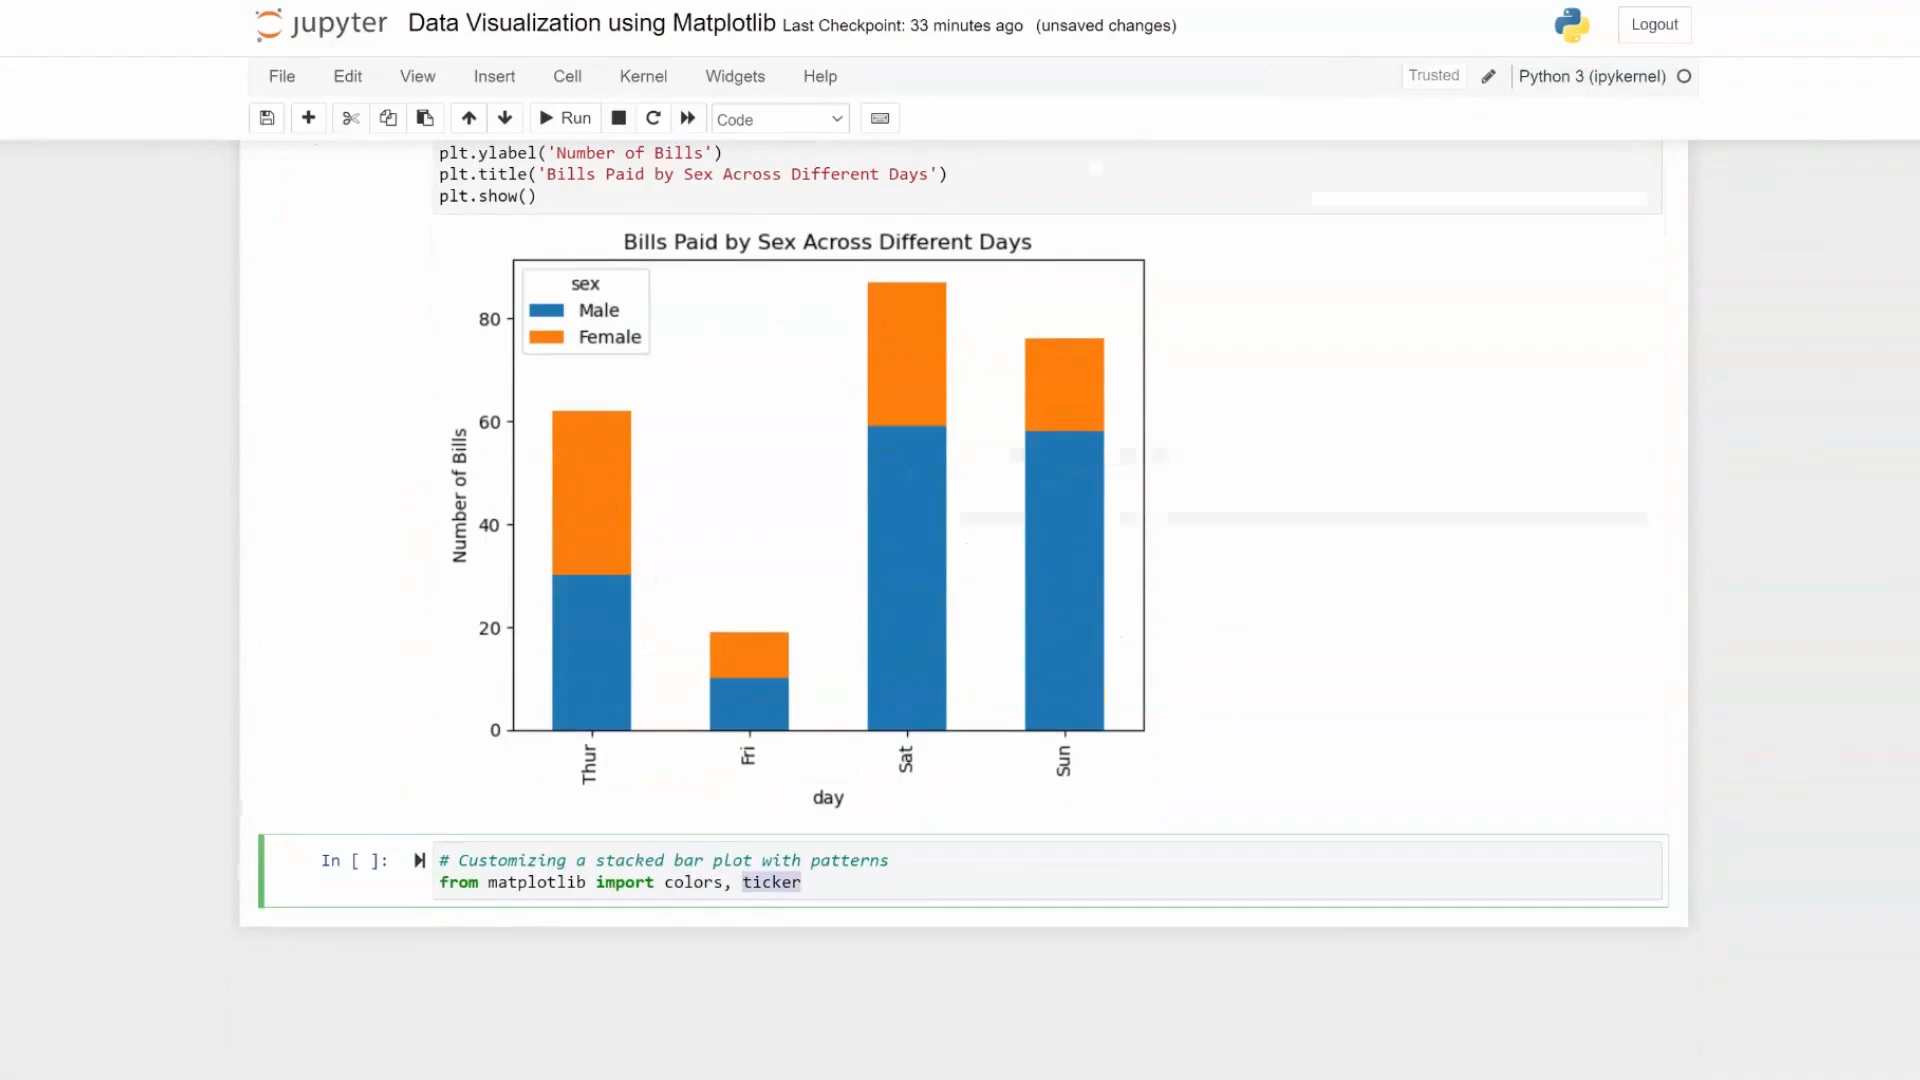 jupyter Data Visualization using Matplotlib Last Checkpoint: 33 minutes ago (unsaved changes) Logout
File Edit View Insert Cell Kernel Widgets Help Trusted Python 3 (ipykernel)
Run Code
plt.ylabel('Number of Bills')
plt.title('Bills Paid by Sex Across Different Days')
plt.show()
Bills Paid by Sex Across Different Days
sex
Male
Female
80
60
40
20
0
Number of Bills
Thur Fri Sat Sun
day
In [ ]: # Customizing a stacked bar plot with patterns
from matplotlib import colors, ticker